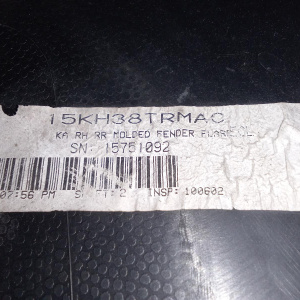 15KH38TRMAC
KA RH RR MOLDED FENDER FLARE
SN: 15751092
07:56 PM INSP: 100602